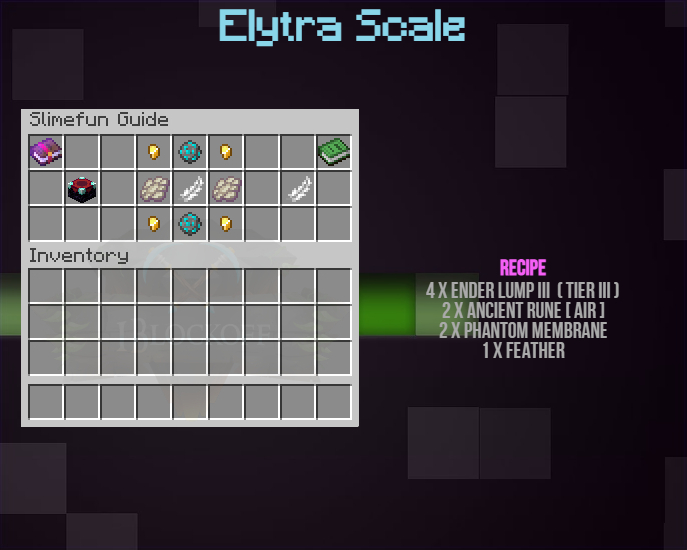 Elytra Scale
Slimefun Guide
Inventory
1BLOCKOFF
RECIPE
4 X ENDER LUMP III ( TIER III )
2 X ANCIENT RUNE [ AIR ]
2 X PHANTOM MEMBRANE
1 X FEATHER